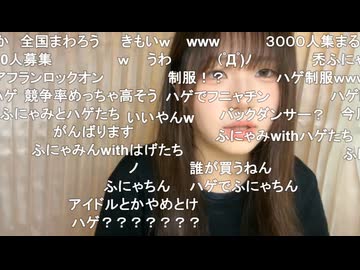 か 全国まわろう きもいw www 3000人集まる
0人募集 w うわ (ﾟДﾟ)ﾉ 禿ふにゃ
アフランロックオン 制服！？ ハゲ制服www
ハゲ 競争率めっちゃ高そう ハゲでフニャチン
ふにゃみとハゲたち いいやんw バックダンサー？ 今
がんばります ふにゃみwithハゲたち
ふにゃみんwithはげたち
ノ 誰が買うねん
ふにゃちん ハゲでふにゃちん
アイドルとかやめとけ
ハゲ？？？？？？？